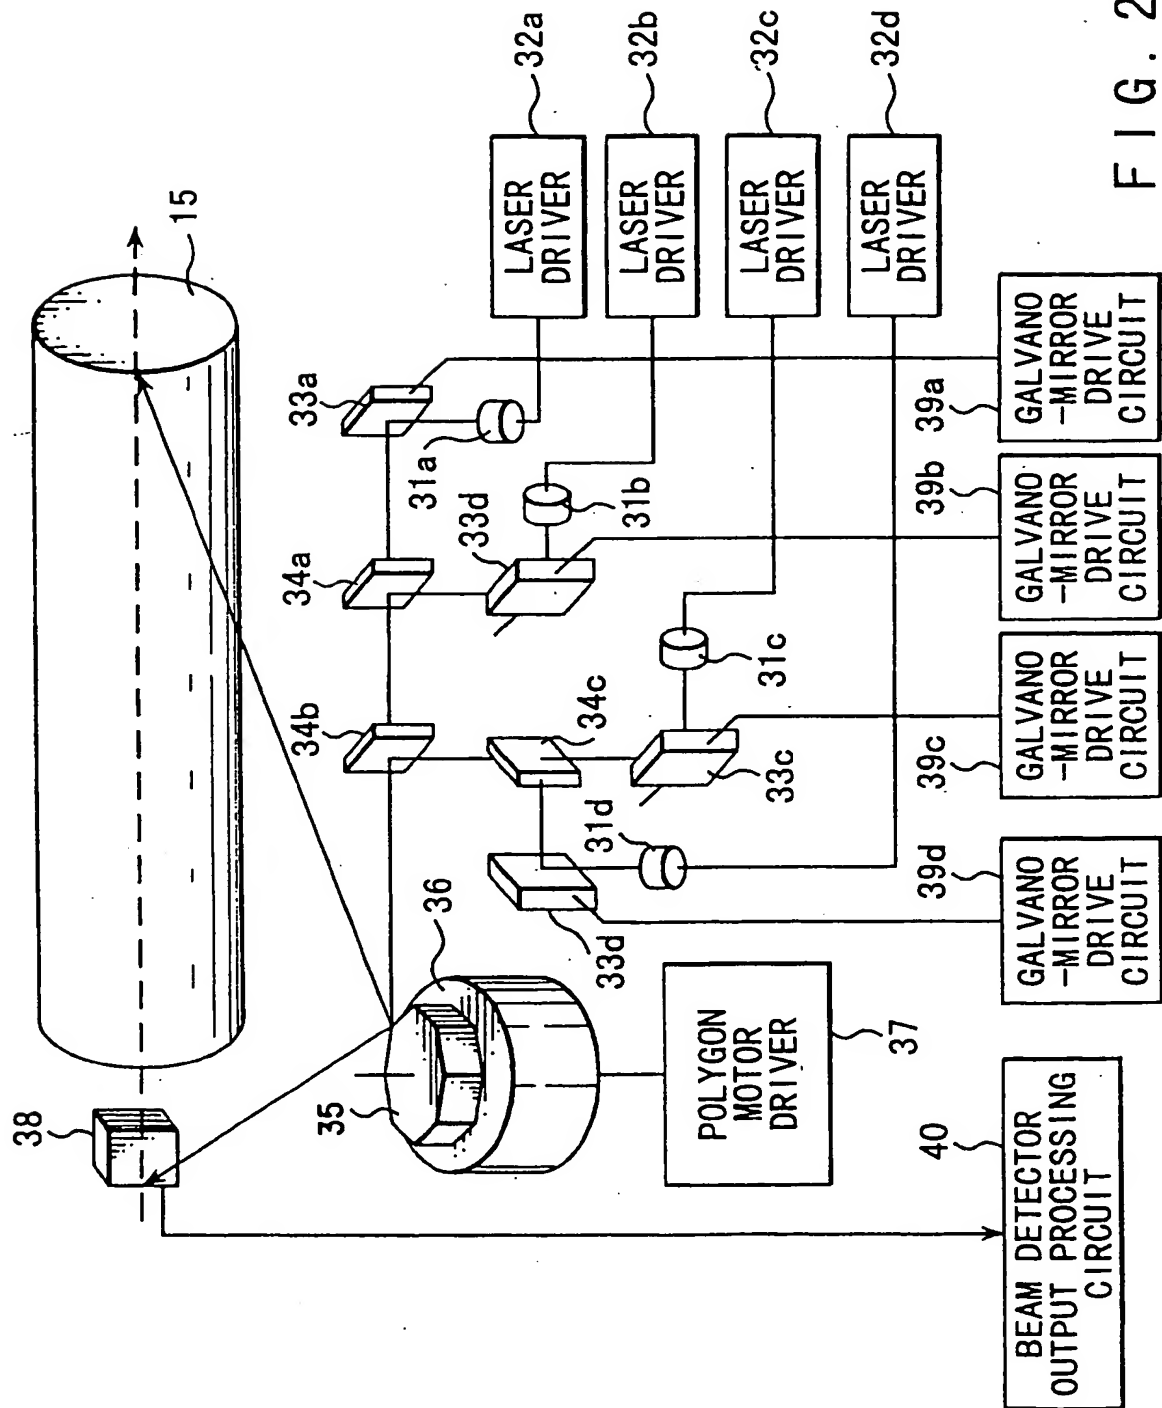 38
15
35
34b
34a
33a
31a
36
33d
32a
LASER
DRIVER
34c
33d
31d
31b
32b
LASER
DRIVER
POLYGON
MOTOR
DRIVER
37
33c
31c
32c
LASER
DRIVER
32d
LASER
DRIVER
40
39d
39c
39b
39a
BEAM DETECTOR
OUTPUT PROCESSING
CIRCUIT
GALVANO
-MIRROR
DRIVE
CIRCUIT
GALVANO
-MIRROR
DRIVE
CIRCUIT
GALVANO
-MIRROR
DRIVE
CIRCUIT
GALVANO
-MIRROR
DRIVE
CIRCUIT
FIG. 2